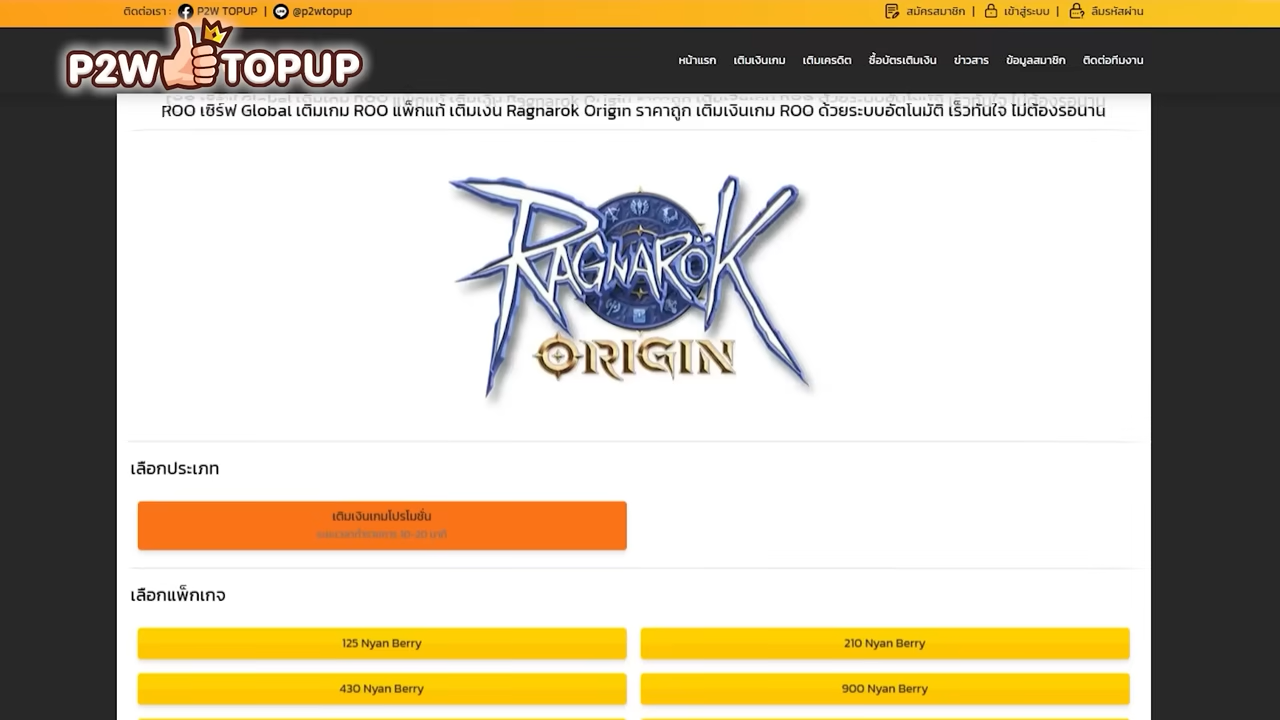 ติดต่อเรา : P2W TOPUP | @p2wtopup
สมัครสมาชิก | เข้าสู่ระบบ | ลืมรหัสผ่าน
P2W TOPUP
หน้าแรก เติมเงินเกม เติมเครดิต ซื้อบัตรเติมเงิน ข่าวสาร ข้อมูลสมาชิก ติดต่อทีมงาน
ROO เซิร์ฟ Global เติมเกม ROO แพ็กแท้ เติมเงิน Ragnarok Origin ราคาถูก เติมเงินเกม ROO ด้วยระบบอัตโนมัติ เร็วทันใจ ไม่ต้องรอนาน
RAGNARÖK
ORIGIN
เลือกประเภท
เติมเงินเกมโปรโมชั่น
10-20 นาที
เลือกแพ็กเกจ
125 Nyan Berry
210 Nyan Berry
430 Nyan Berry
900 Nyan Berry